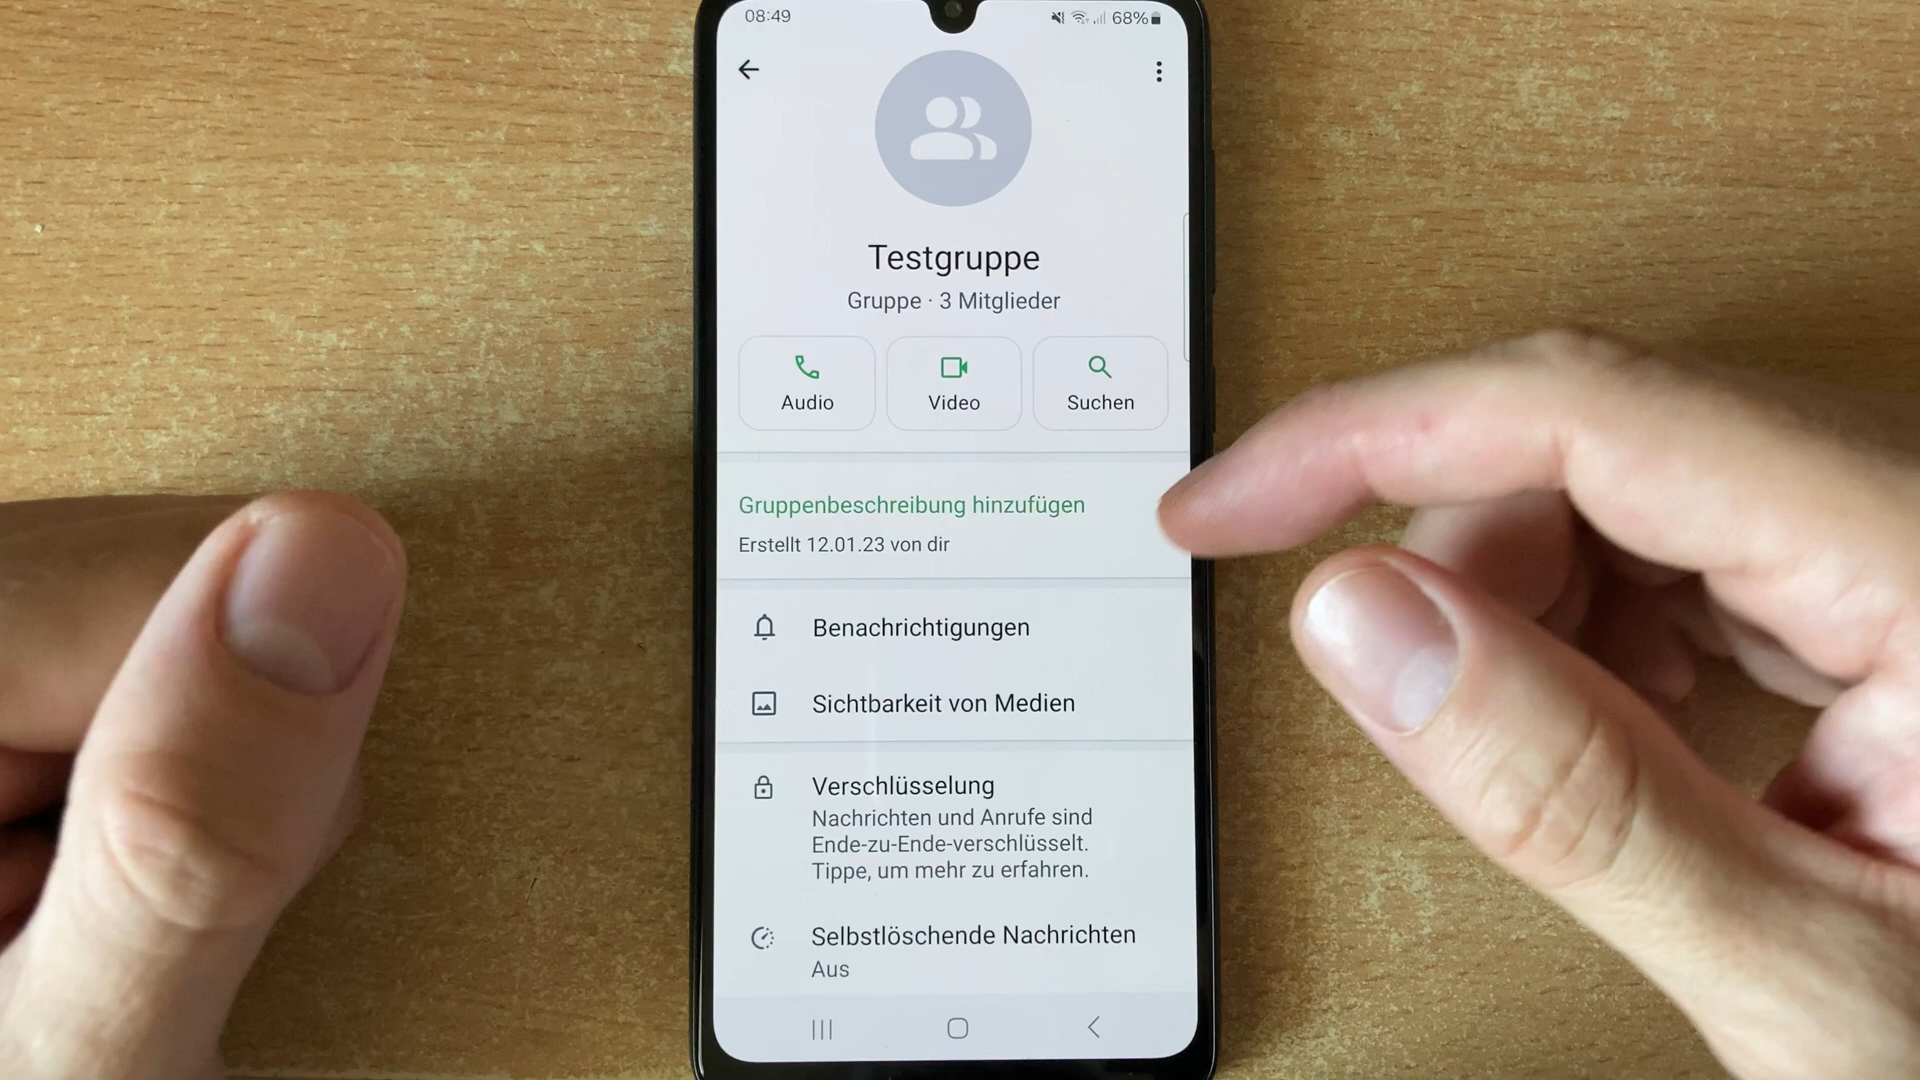 08:49
68%
Testgruppe
Gruppe · 3 Mitglieder
Audio
Video
Suchen
Gruppenbeschreibung hinzufügen
Erstellt 12.01.23 von dir
Benachrichtigungen
Sichtbarkeit von Medien
Verschlüsselung
Nachrichten und Anrufe sind
Ende-zu-Ende-verschlüsselt.
Tippe, um mehr zu erfahren.
Selbstlöschende Nachrichten
Aus